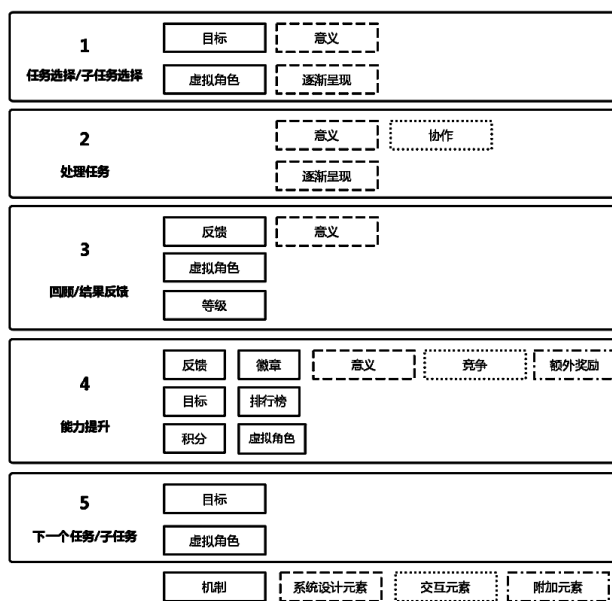 1
任务选择/子任务选择
目标
意义
虚拟角色
逐渐呈现
2
处理任务
意义
协作
逐渐呈现
3
回顾/结果反馈
反馈
意义
虚拟角色
等级
4
能力提升
反馈
徽章
意义
竞争
额外奖励
目标
排行榜
积分
虚拟角色
5
下一个任务/子任务
目标
虚拟角色
机制
系统设计元素
交互元素
附加元素